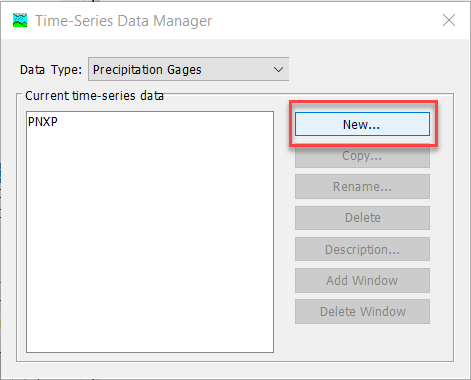 Time-Series Data Manager
Data Type: Precipitation Gages
Current time-series data
PNXP
New...
Copy...
Rename...
Delete
Description...
Add Window
Delete Window